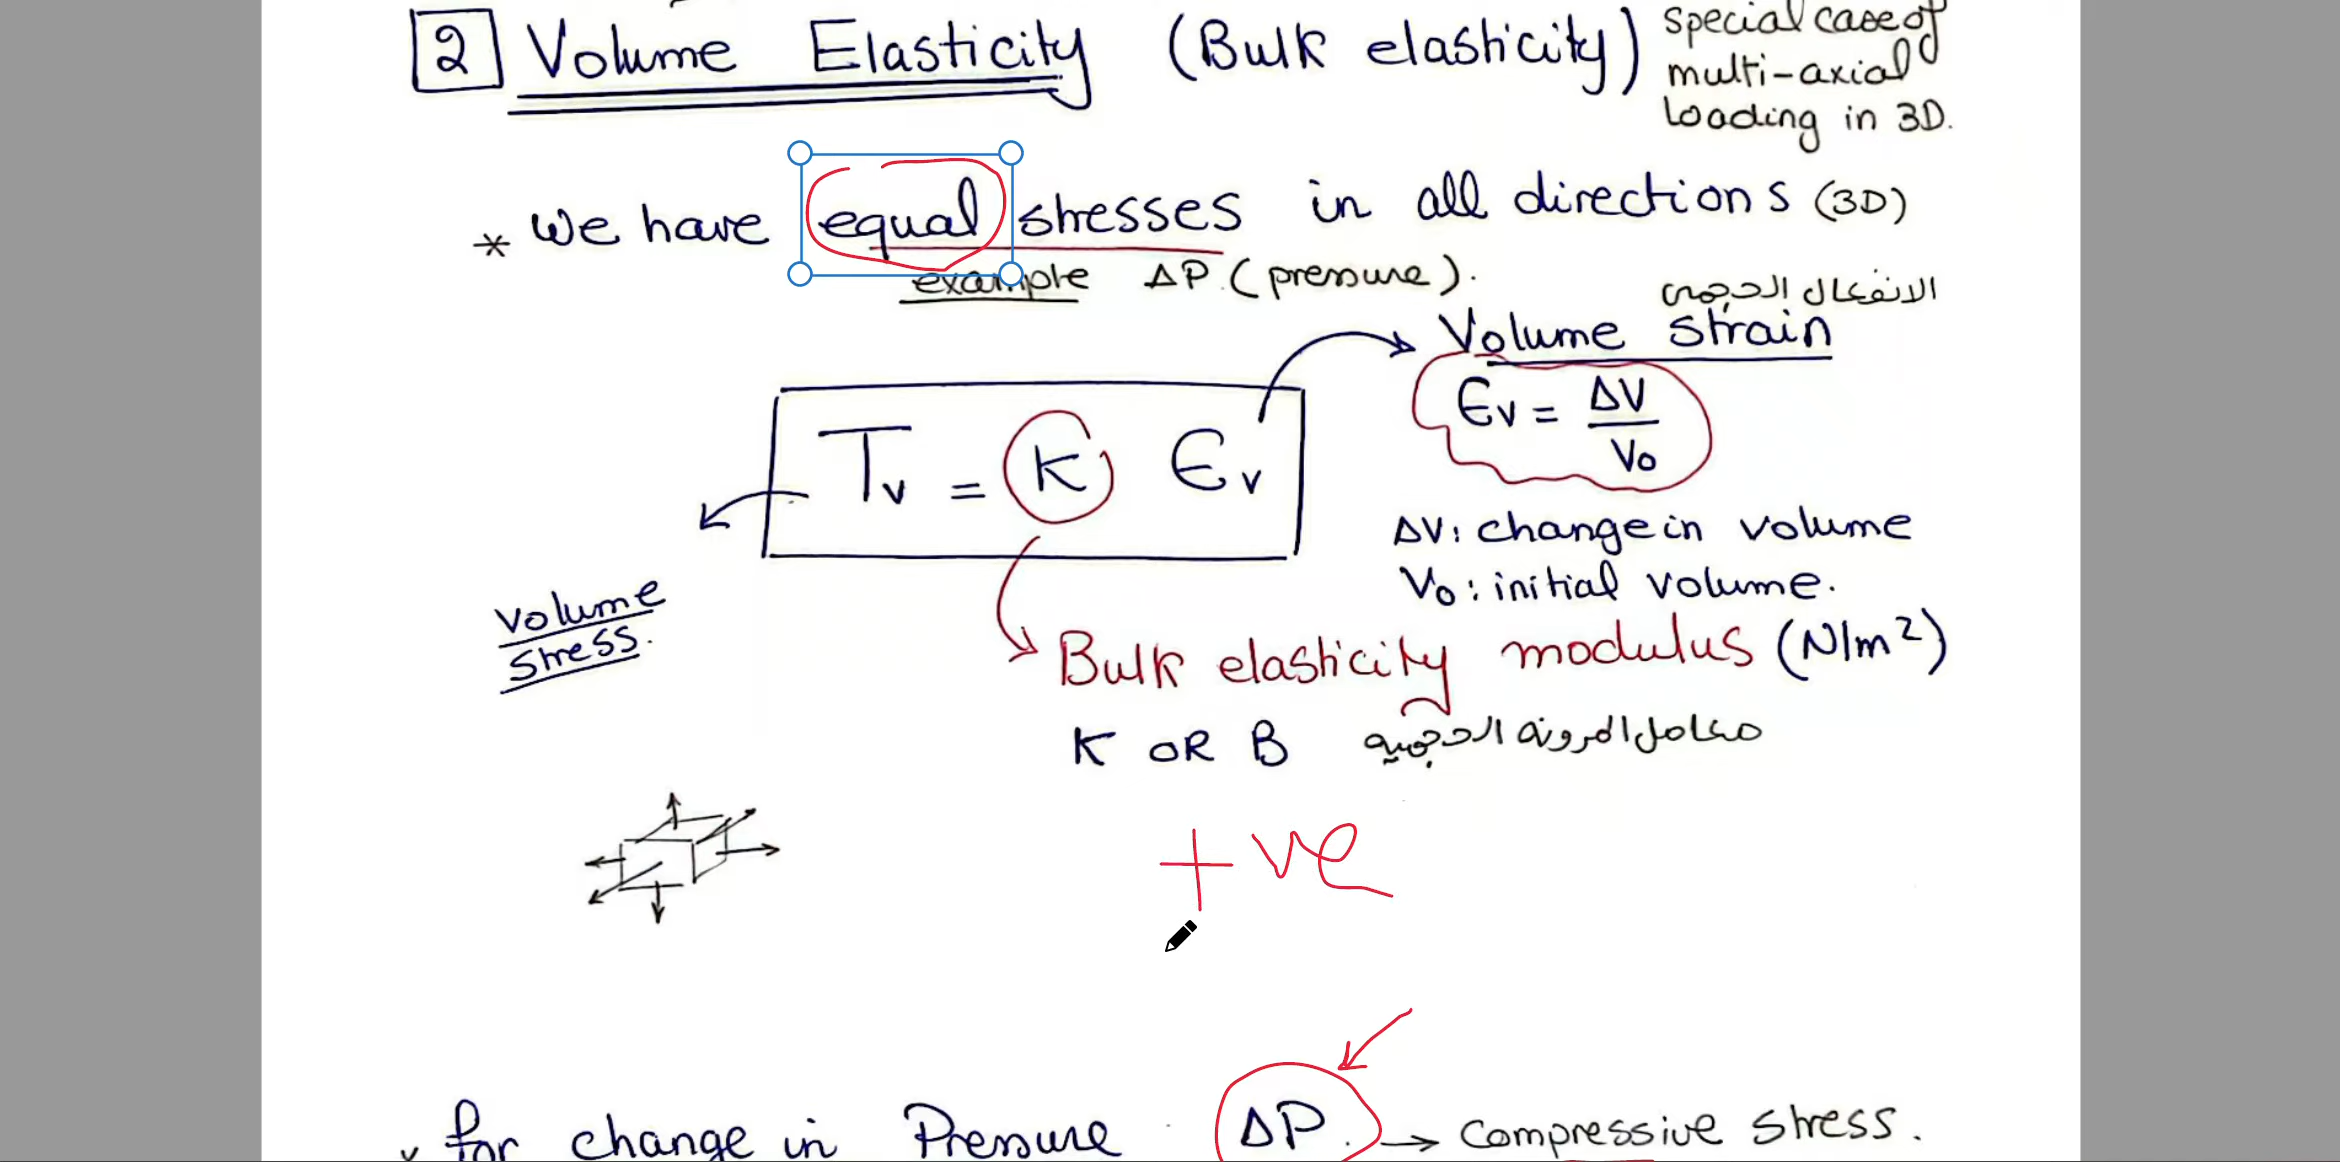 2 Volume Elasticity (Bulk elasticity) special case of
multi-axial
loading in 3D.
* we have equal stresses in all directions (3D)
example ΔP (pressure).
الانفعال الحجمى
Volume strain
Tv = K Ev
Ev = ΔV / Vo
ΔV: change in volume
Vo: initial volume.
Volume
stress.
Bulk elasticity modulus (N/m²)
K OR B معامل المرونة الحجمية
+ve
for change in Pressure ΔP. → compressive stress.